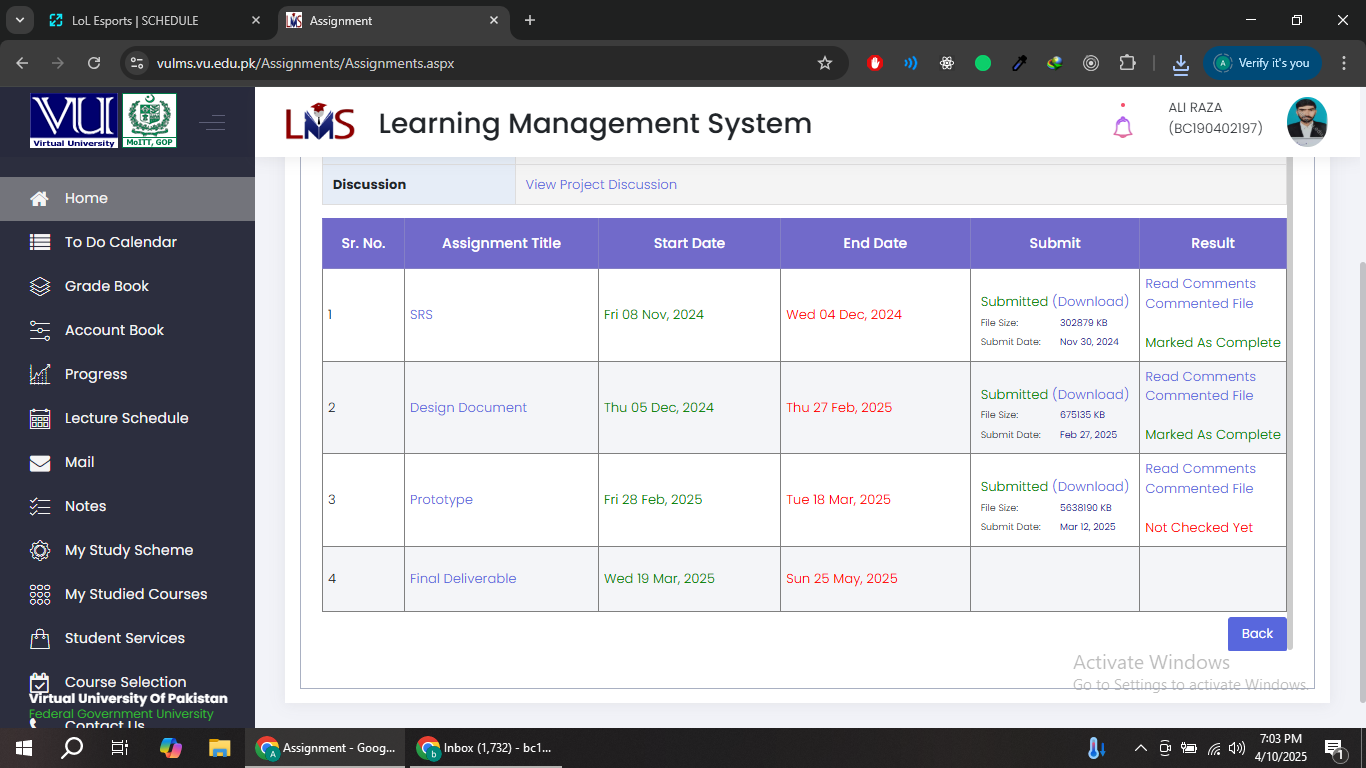 LoL Esports | SCHEDULE
Assignment
vulms.vu.edu.pk/Assignments/Assignments.aspx
Verify it's you
VU
Virtual University
MoITT, GOP
LMS
Learning Management System
ALI RAZA
(BC190402197)
Home
To Do Calendar
Grade Book
Account Book
Progress
Lecture Schedule
Mail
Notes
My Study Scheme
My Studied Courses
Student Services
Course Selection
Virtual University Of Pakistan
Federal Government University
Contact Us
Discussion View Project Discussion
Sr. No. Assignment Title Start Date End Date Submit Result
1 SRS Fri 08 Nov, 2024 Wed 04 Dec, 2024
Submitted (Download)
File Size: 302879 KB
Submit Date: Nov 30, 2024
Read Comments
Commented File
Marked As Complete
2 Design Document Thu 05 Dec, 2024 Thu 27 Feb, 2025
Submitted (Download)
File Size: 675135 KB
Submit Date: Feb 27, 2025
Read Comments
Commented File
Marked As Complete
3 Prototype Fri 28 Feb, 2025 Tue 18 Mar, 2025
Submitted (Download)
File Size: 5638190 KB
Submit Date: Mar 12, 2025
Read Comments
Commented File
Not Checked Yet
4 Final Deliverable Wed 19 Mar, 2025 Sun 25 May, 2025
Back
Activate Windows
Go to Settings to activate Windows.
Assignment - Goog...
Inbox (1,732) - bc1...
7:03 PM
4/10/2025
1